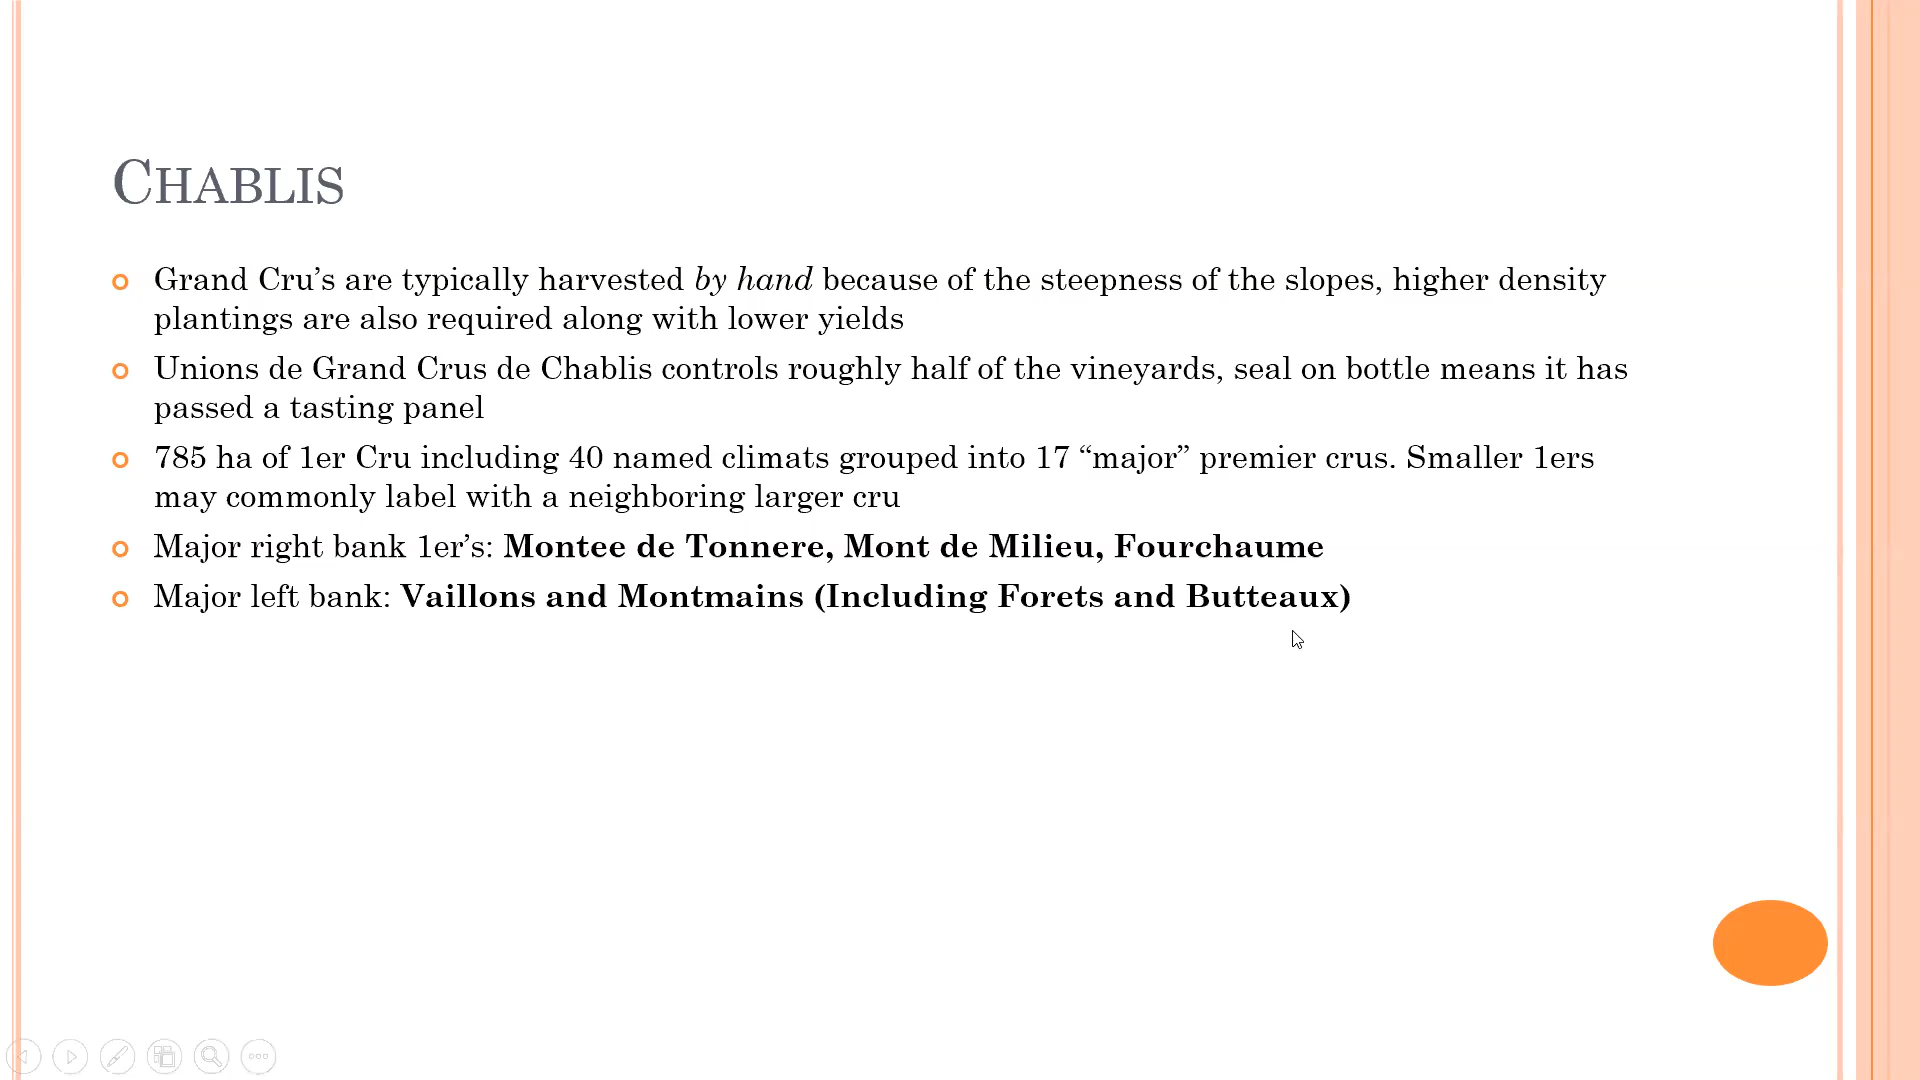 CHABLIS
Grand Cru’s are typically harvested by hand because of the steepness of the slopes, higher density
plantings are also required along with lower yields
Unions de Grand Crus de Chablis controls roughly half of the vineyards, seal on bottle means it has
passed a tasting panel
785 ha of 1er Cru including 40 named climats grouped into 17 “major” premier crus. Smaller 1ers
may commonly label with a neighboring larger cru
Major right bank 1er’s: Montee de Tonnere, Mont de Milieu, Fourchaume
Major left bank: Vaillons and Montmains (Including Forets and Butteaux)